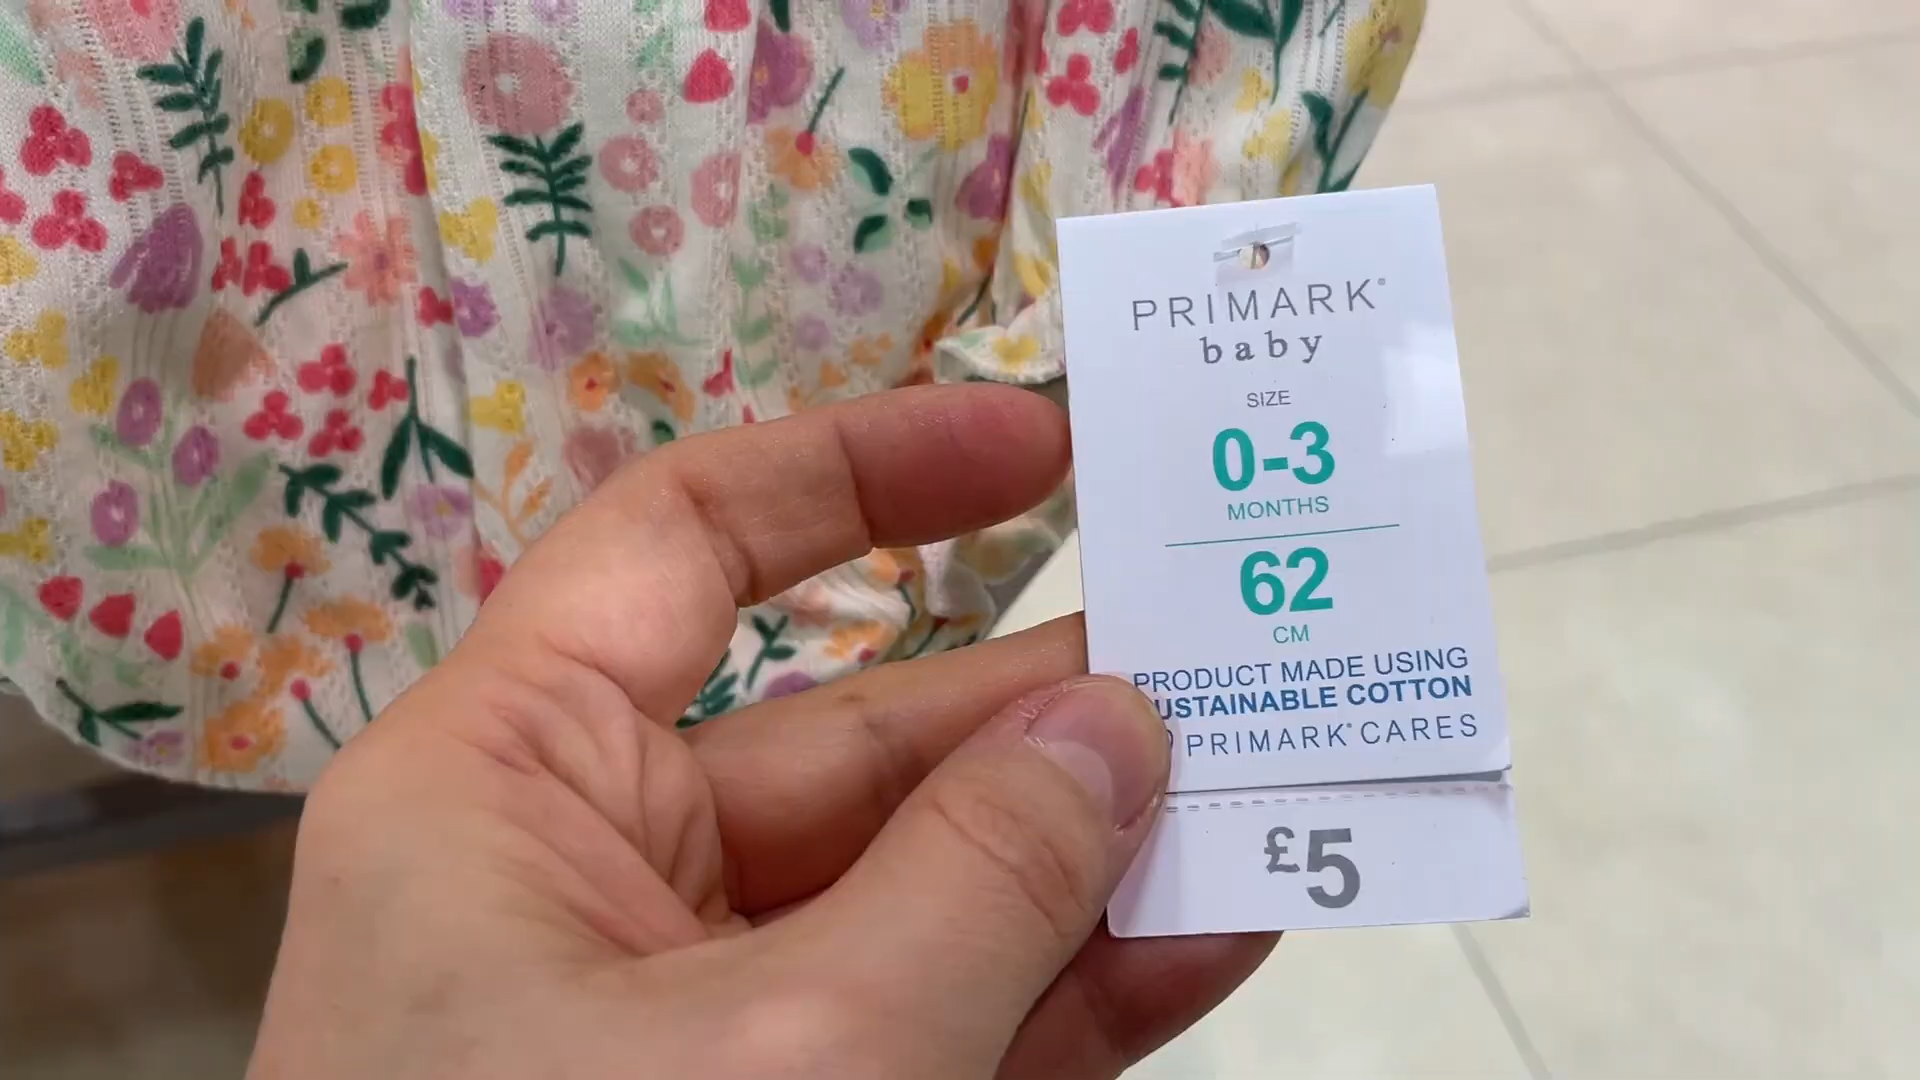 PRIMARK®
baby
SIZE
0-3
MONTHS
62
CM
PRODUCT MADE USING
USTAINABLE COTTON
PRIMARK® CARES
£5